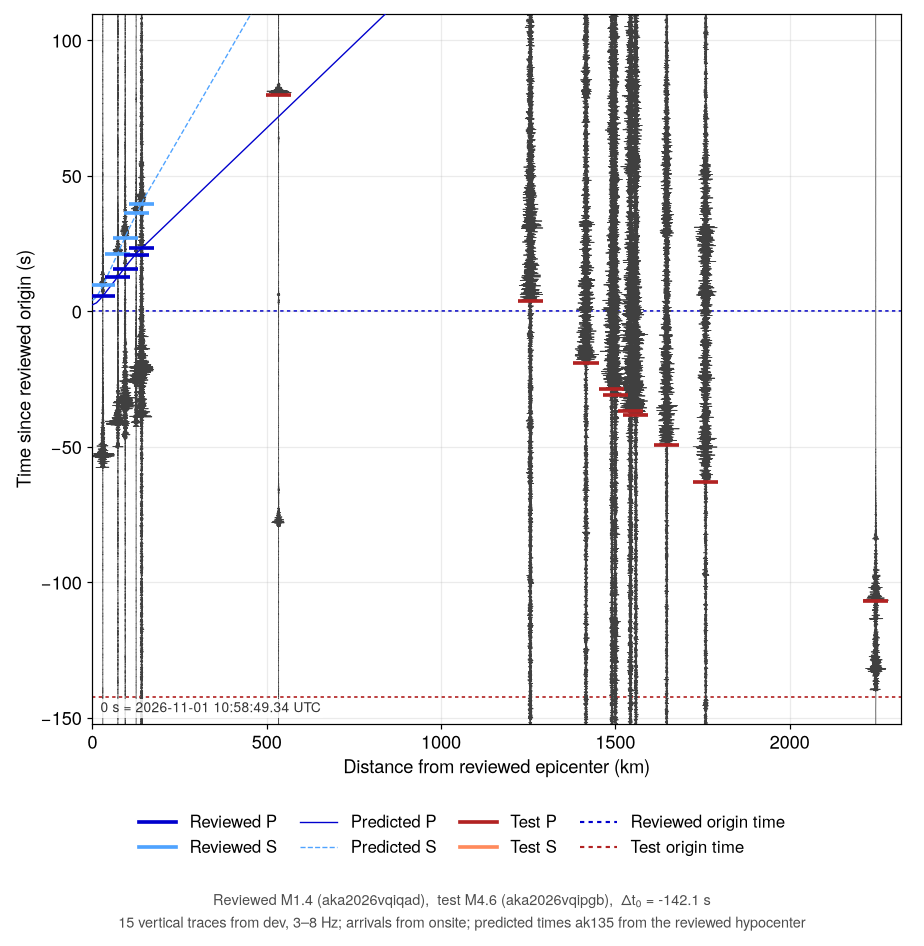 100
50
0
−50
−100
−150
Time since reviewed origin (s)
0 s = 2026-11-01 10:58:49.34 UTC
0 500 1000 1500 2000
Distance from reviewed epicenter (km)
Reviewed P Predicted P Test P Reviewed origin time
Reviewed S Predicted S Test S Test origin time
Reviewed M1.4 (aka2026vqiqad), test M4.6 (aka2026vqipgb), Δt₀ = -142.1 s
15 vertical traces from dev, 3–8 Hz; arrivals from onsite; predicted times ak135 from the reviewed hypocenter